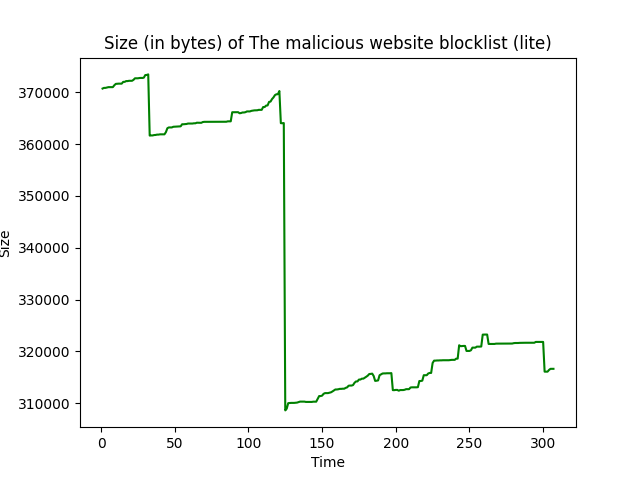 Size (in bytes) of The malicious website blocklist (lite)
370000
360000
350000
340000
330000
320000
310000
Size
0 50 100 150 200 250 300
Time